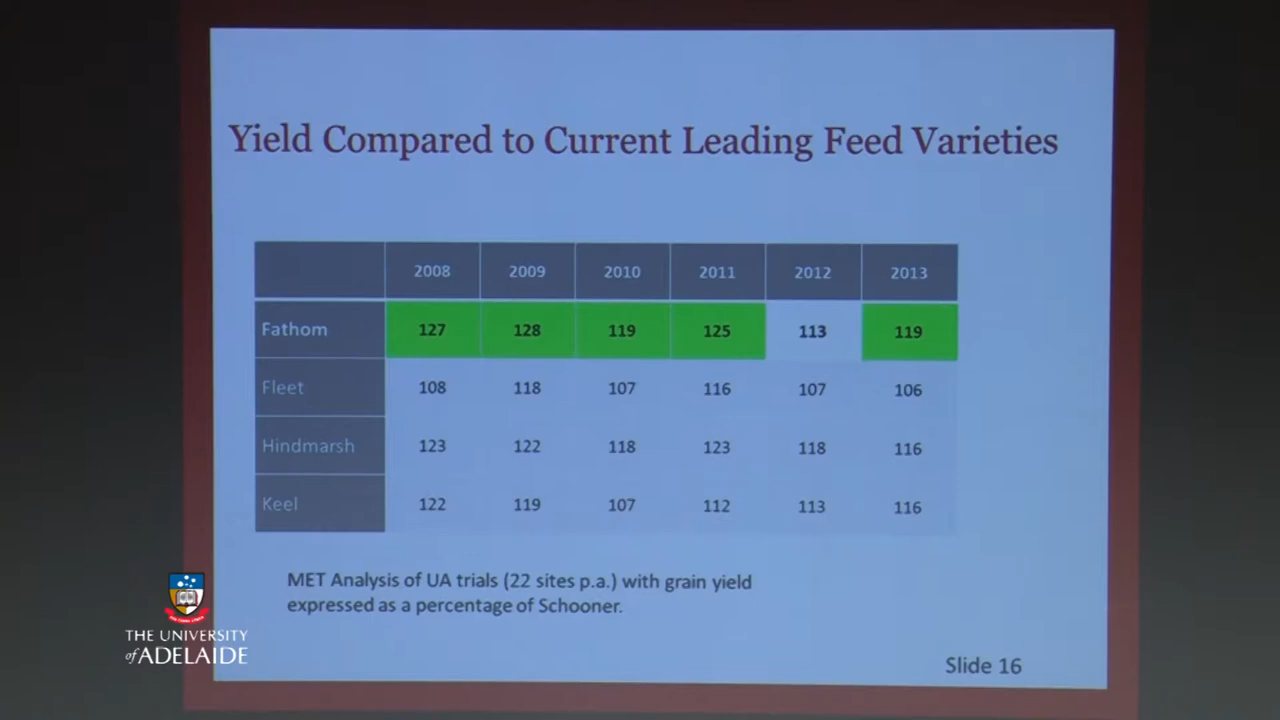 Yield Compared to Current Leading Feed Varieties
2008 2009 2010 2011 2012 2013
Fathom 127 128 119 125 113 119
Fleet 108 118 107 116 107 106
Hindmarsh 123 122 118 123 118 116
Keel 122 119 107 112 113 116
MET Analysis of UA trials (22 sites p.a.) with grain yield
expressed as a percentage of Schooner.
THE UNIVERSITY
of ADELAIDE
Slide 16